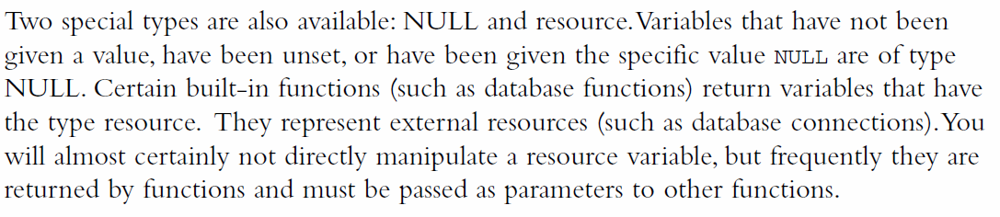 Two special types are also available: NULL and resource. Variables that have not been
given a value, have been unset, or have been given the specific value NULL are of type
NULL. Certain built-in functions (such as database functions) return variables that have
the type resource. They represent external resources (such as database connections). You
will almost certainly not directly manipulate a resource variable, but frequently they are
returned by functions and must be passed as parameters to other functions.